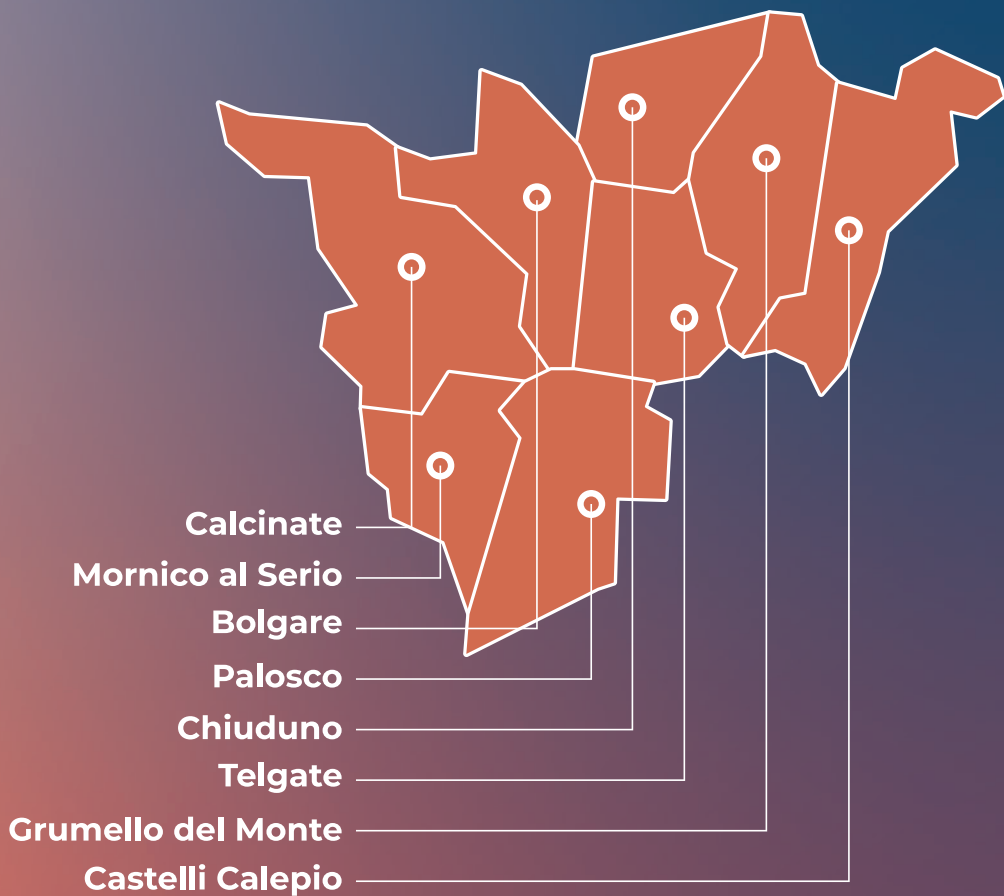 Calcinate
Mornico al Serio
Bolgare
Palosco
Chiuduno
Telgate
Grumello del Monte
Castelli Calepio